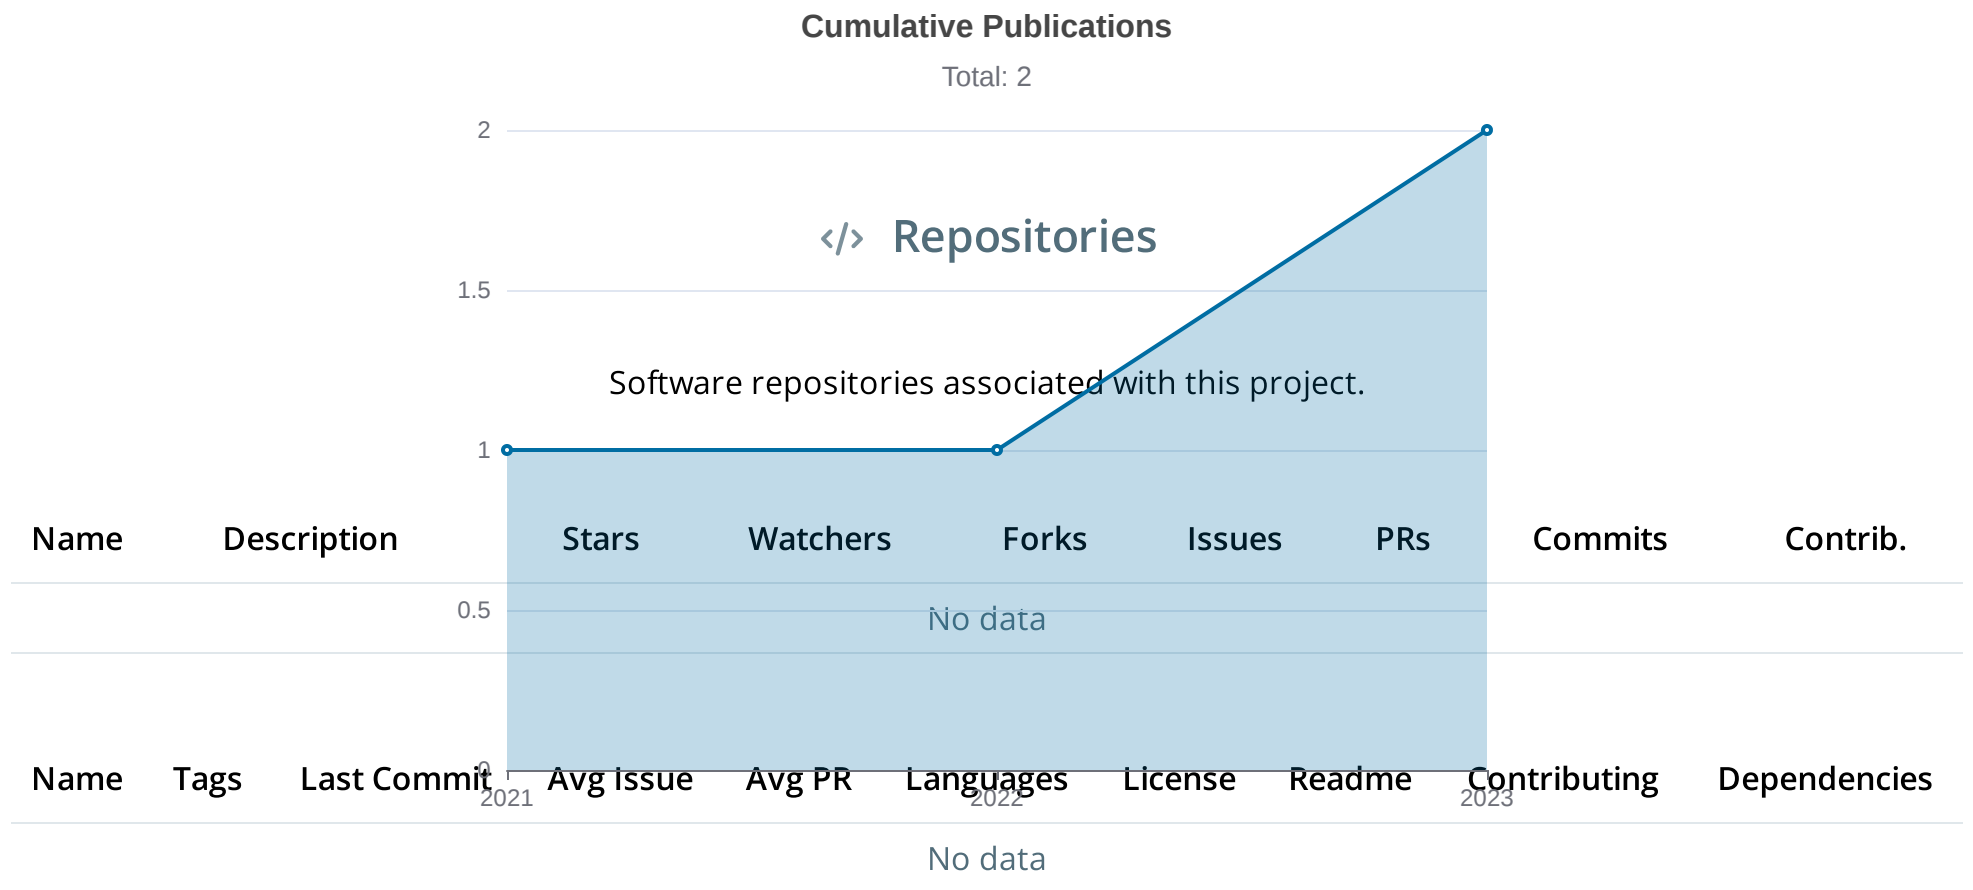 Cumulative Publications
Total: 2
2
</> Repositories
1.5
Software repositories associated with this project.
1
Name Description Stars Watchers Forks Issues PRs Commits Contrib.
0.5
No data
0
Name Tags Last Commit Avg Issue Avg PR Languages License Readme Contributing Dependencies
2021 2022 2023
No data